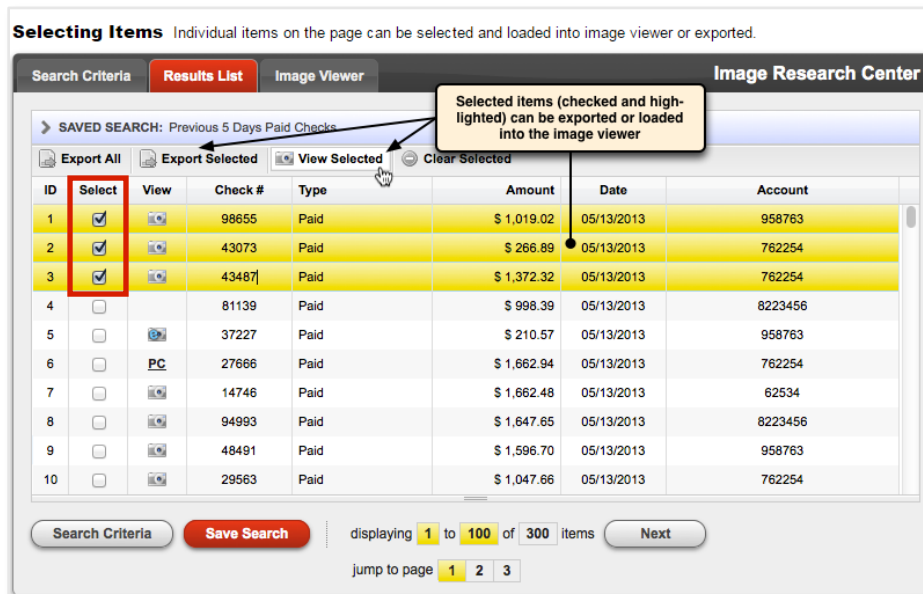 Selecting Items Individual items on the page can be selected and loaded into image viewer or exported.
Search Criteria Results List Image Viewer Image Research Center
Selected items (checked and high-
lighted) can be exported or loaded
into the image viewer
SAVED SEARCH: Previous 5 Days Paid Checks
Export All Export Selected View Selected Clear Selected
ID Select View Check # Type Amount Date Account
1 98655 Paid $ 1,019.02 05/13/2013 958763
2 43073 Paid $ 266.89 05/13/2013 762254
3 43487 Paid $ 1,372.32 05/13/2013 762254
4 81139 Paid $ 998.39 05/13/2013 8223456
5 37227 Paid $ 210.57 05/13/2013 958763
6 PC 27666 Paid $ 1,662.94 05/13/2013 762254
7 14746 Paid $ 1,662.48 05/13/2013 62534
8 94993 Paid $ 1,647.65 05/13/2013 8223456
9 48491 Paid $ 1,596.70 05/13/2013 958763
10 29563 Paid $ 1,047.66 05/13/2013 762254
Search Criteria Save Search displaying 1 to 100 of 300 items Next
jump to page 1 2 3